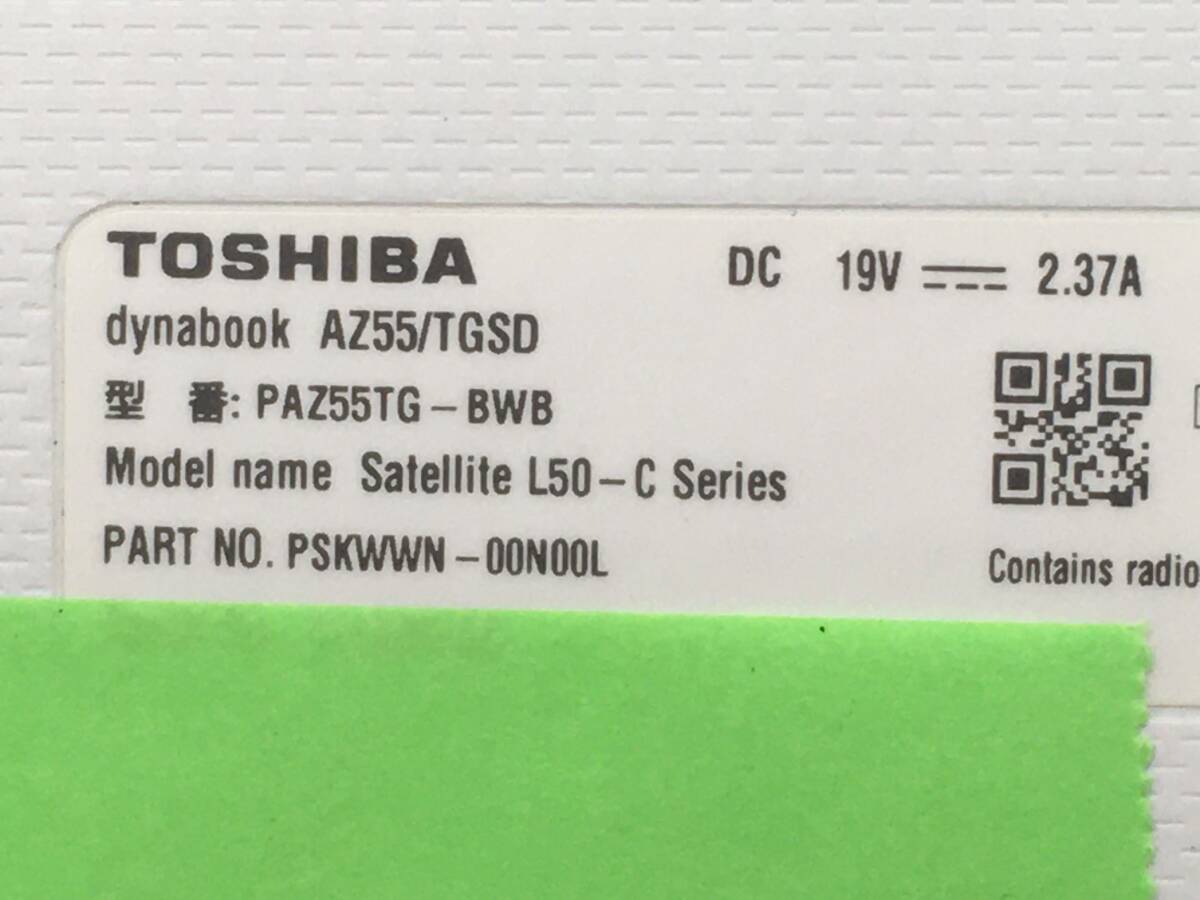 TOSHIBA
DC 19V 2.37A
dynabook AZ55/TGSD
型 番: PAZ55TG-BWB
Model name Satellite L50-C Series
PART NO. PSKWWN-00N00L
Contains radio